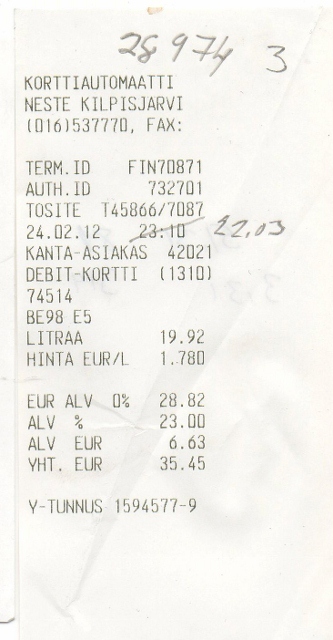 28974 3
KORTTIAUTOMAATTI
NESTE KILPISJARVI
(016)537770, FAX:
TERM.ID FIN70871
AUTH.ID 732701
TOSITE T45866/7087
24.02.12 23:10 22.03
KANTA-ASIAKAS 42021
DEBIT-KORTTI (1310)
74514
BE98 E5
LITRAA 19.92
HINTA EUR/L 1.780
EUR ALV 0% 28.82
ALV % 23.00
ALV EUR 6.63
YHT. EUR 35.45
Y-TUNNUS 1594577-9